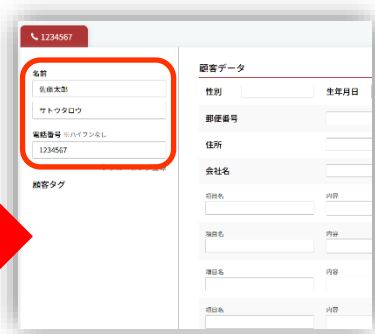 1234567
名前
佐藤太郎
サトウタロウ
電話番号 ※ハイフンなし
1234567
顧客タグ
顧客データ
性別
生年月日
郵便番号
住所
会社名
項目名
内容
項目名
内容
項目名
内容
項目名
内容